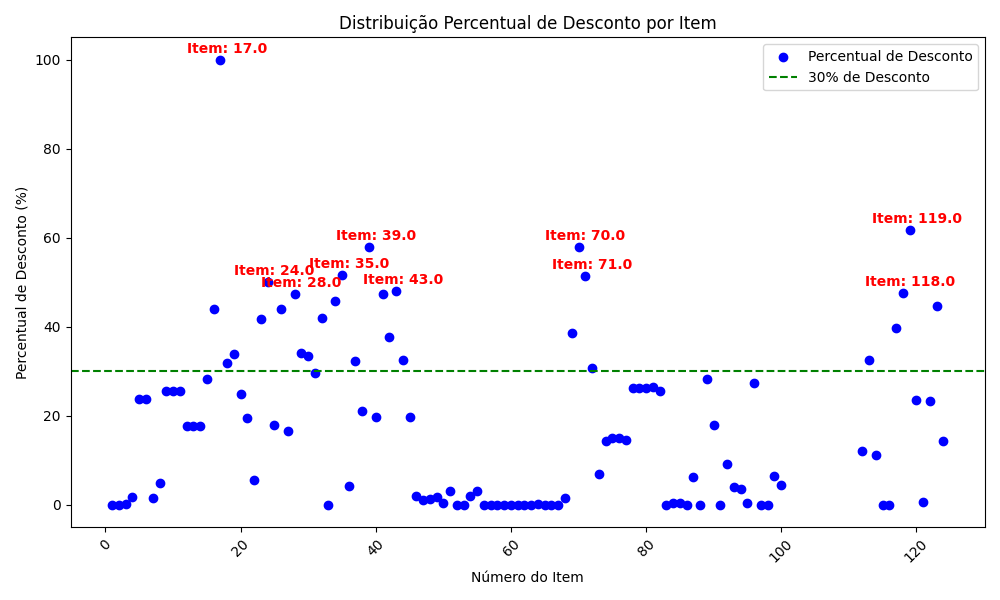 Distribuição Percentual de Desconto por Item
Percentual de Desconto
30% de Desconto
Item: 17.0
Item: 119.0
Item: 39.0
Item: 70.0
Item: 24.0
Item: 35.0
Item: 71.0
Item: 28.0
Item: 43.0
Item: 118.0
Percentual de Desconto (%)
100
80
60
40
20
0
0
20
40
60
80
100
120
Número do Item